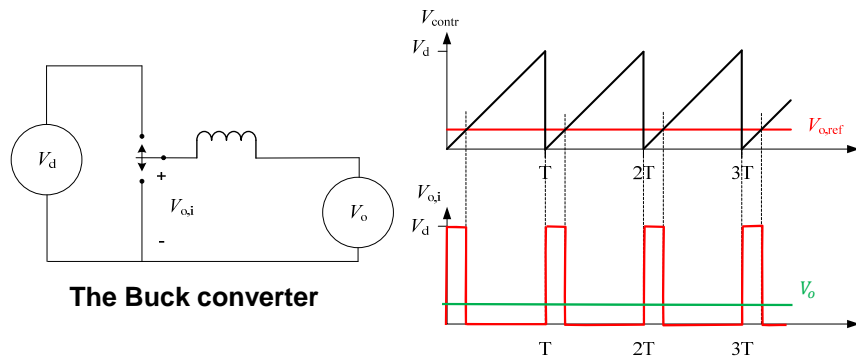 V_d
+
V_o,i
-
V_o
The Buck converter
V_contr
V_d
V_o,ref
T 2T 3T
V_o,i
V_d
V_o
T 2T 3T